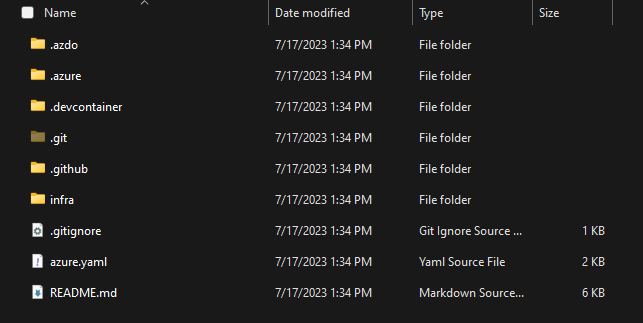 Name Date modified Type Size
.azdo 7/17/2023 1:34 PM File folder
.azure 7/17/2023 1:34 PM File folder
.devcontainer 7/17/2023 1:34 PM File folder
.git 7/17/2023 1:34 PM File folder
.github 7/17/2023 1:34 PM File folder
infra 7/17/2023 1:34 PM File folder
.gitignore 7/17/2023 1:34 PM Git Ignore Source ... 1 KB
azure.yaml 7/17/2023 1:34 PM Yaml Source File 2 KB
README.md 7/17/2023 1:34 PM Markdown Source... 6 KB